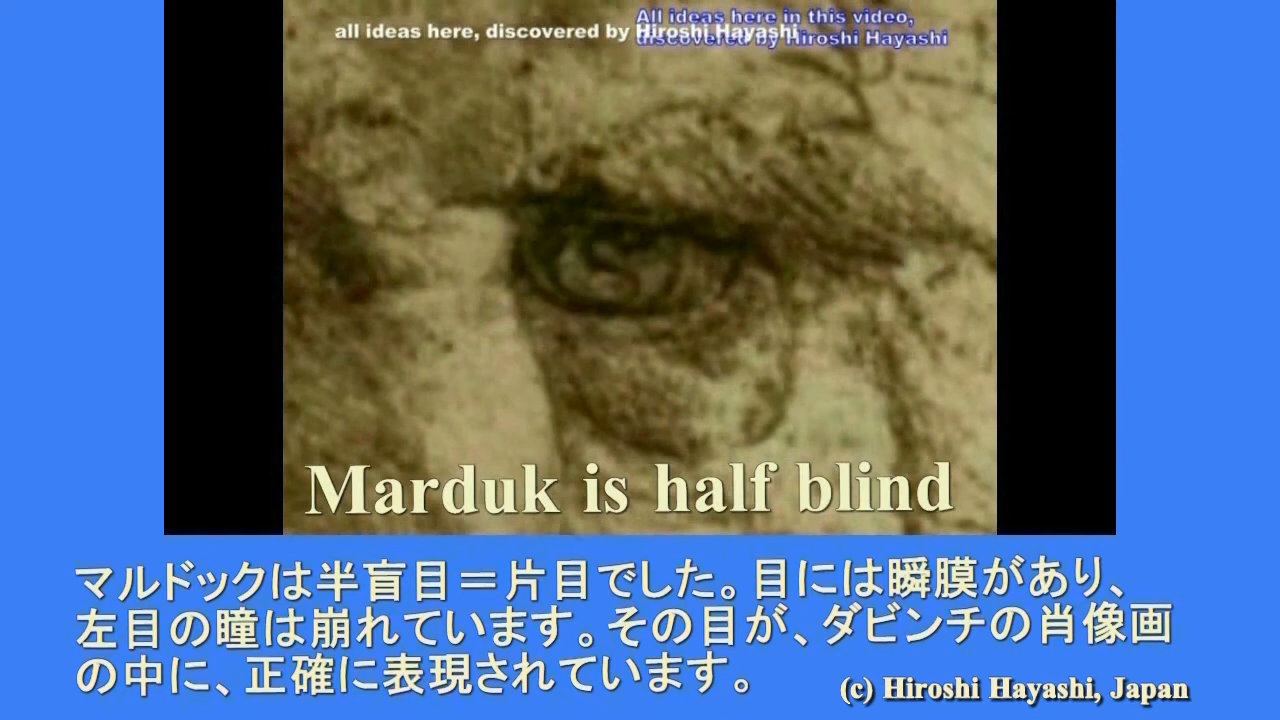 All ideas here in this video,
all ideas here, discovered by Hiroshi Hayashi
discovered by Hiroshi Hayashi
Marduk is half blind
マルドックは半盲目＝片目でした。目には瞬膜があり、
左目の瞳は崩れています。その目が、ダビンチの肖像画
の中に、正確に表現されています。
(c) Hiroshi Hayashi, Japan